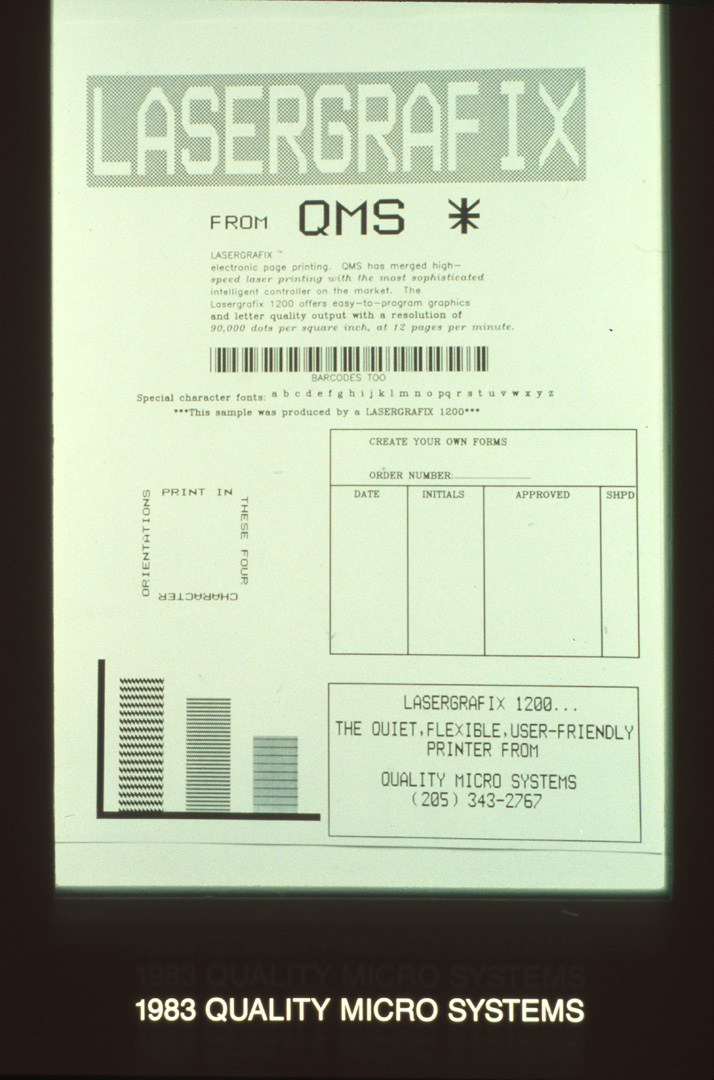 LASERGRAFIX
FROM QMS *
LASERGRAFIX ™
electronic page printing. QMS has merged high-
speed laser printing with the most sophisticated
intelligent controller on the market. The
Lasergrafix 1200 offers easy-to-program graphics
and letter quality output with a resolution of
90,000 dots per square inch, at 12 pages per minute.
BARCODES TOO
Special character fonts: a b c d e f g h i j k l m n o p q r s t u v w x y z
***This sample was produced by a LASERGRAFIX 1200***
CREATE YOUR OWN FORMS
ORDER NUMBER:
DATE INITIALS APPROVED SHPD
PRINT IN
THESE FOUR
CHARACTER
ORIENTATIONS
LASERGRAFIX 1200...
THE QUIET,FLEXIBLE,USER-FRIENDLY
PRINTER FROM
QUALITY MICRO SYSTEMS
(205) 343-2767
1983 QUALITY MICRO SYSTEMS